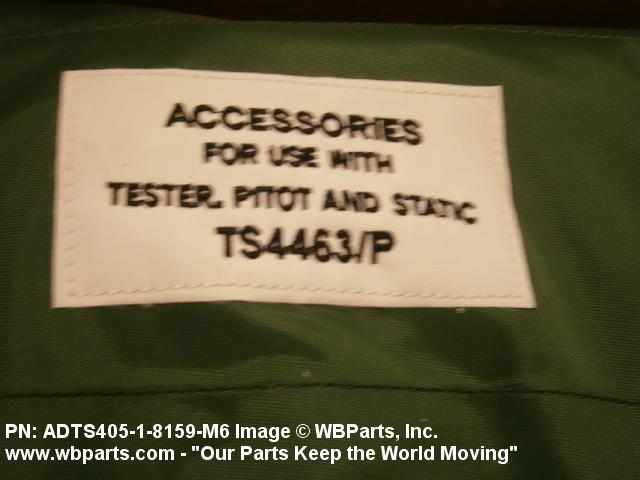 ACCESSORIES
FOR USE WITH
TESTER, PITOT AND STATIC
TS4463/P
PN: ADTS405-1-8159-M6 Image © WBParts, Inc.
www.wbparts.com - "Our Parts Keep the World Moving"